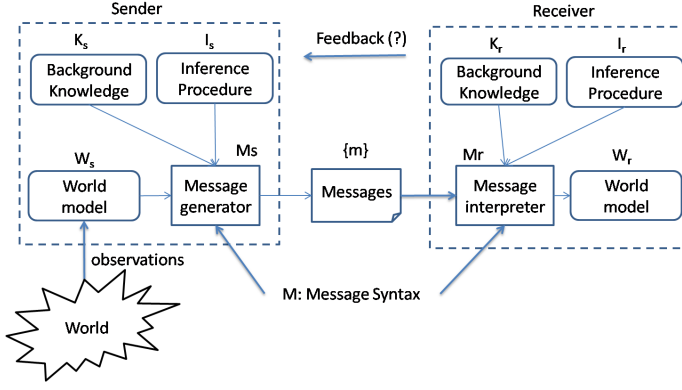 Sender
Receiver
Feedback (?)
Ks
Is
Kr
Ir
Background
Knowledge
Inference
Procedure
Background
Knowledge
Inference
Procedure
Ws
Ms
{m}
Mr
Wr
World
model
Message
generator
Messages
Message
interpreter
World
model
observations
M: Message Syntax
World